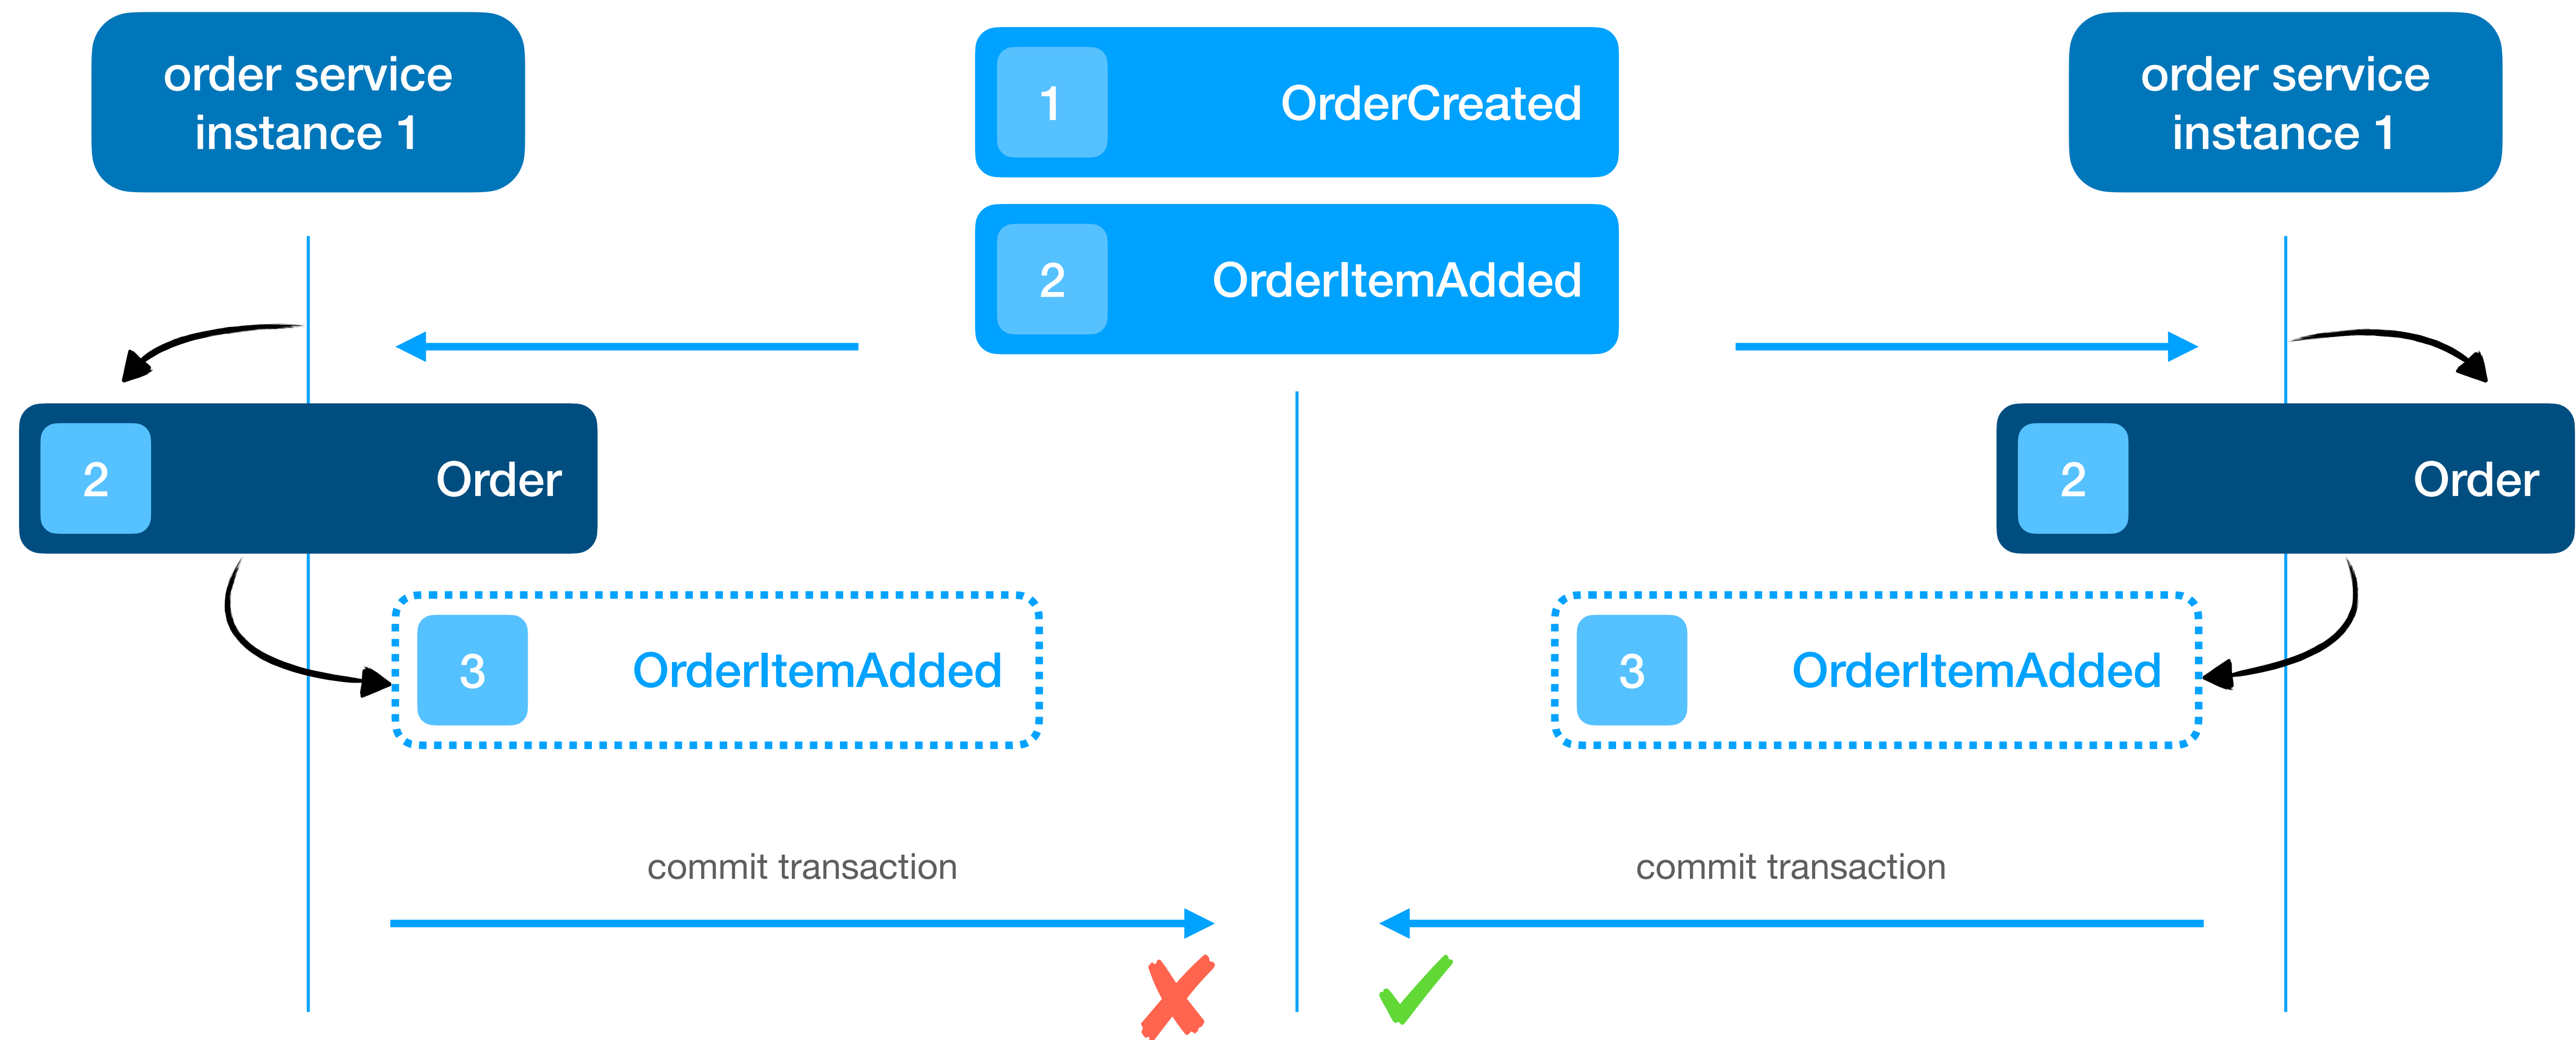 order service
instance 1
1
OrderCreated
2
OrderItemAdded
order service
instance 1
2
Order
2
Order
3
OrderItemAdded
3
OrderItemAdded
commit transaction
commit transaction